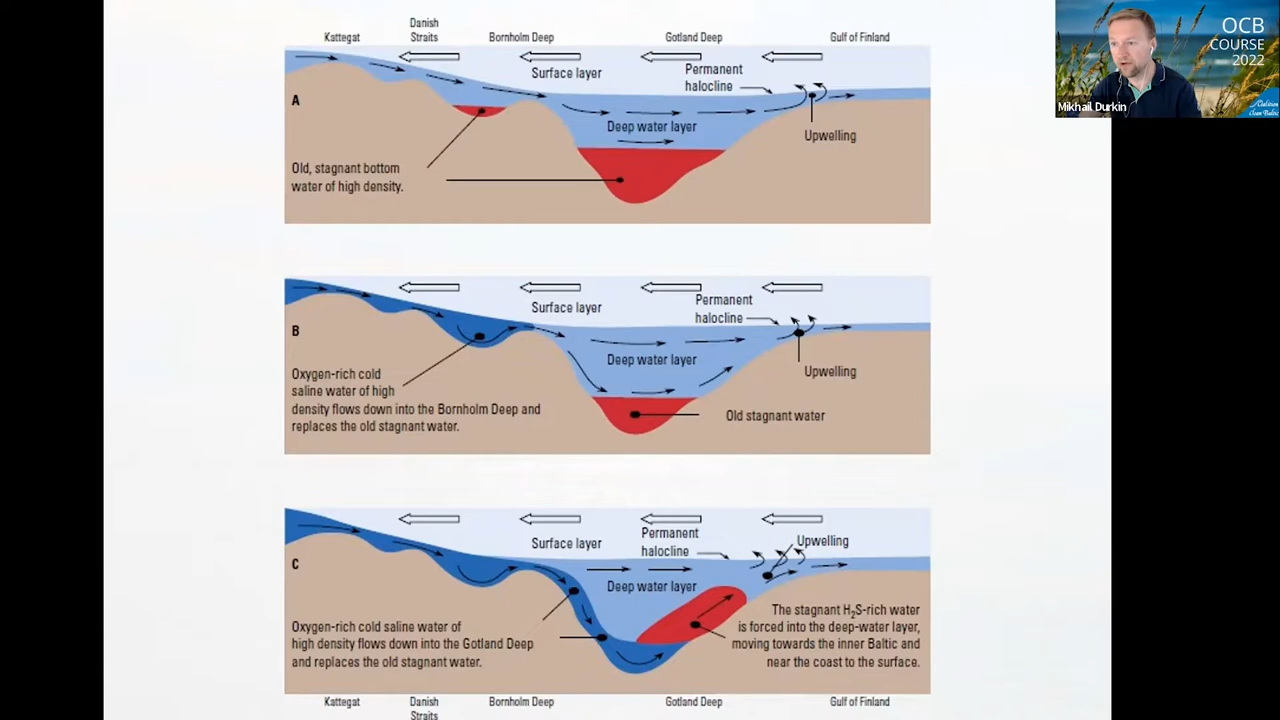 Kattegat
Danish
Straits
Bornholm Deep
Gotland Deep
Gulf of Finland
Surface layer
Permanent
halocline
A
Deep water layer
Upwelling
Old, stagnant bottom
water of high density.
Surface layer
Permanent
halocline
B
Deep water layer
Upwelling
Oxygen-rich cold
saline water of high
density flows down into the Bornholm Deep and
replaces the old stagnant water.
Old stagnant water
Surface layer
Permanent
halocline
Upwelling
C
Deep water layer
Oxygen-rich cold saline water of
high density flows down into the Gotland Deep
and replaces the old stagnant water.
The stagnant H₂S-rich water
is forced into the deep-water layer,
moving towards the inner Baltic and
near the coast to the surface.
Kattegat
Danish
Straits
Bornholm Deep
Gotland Deep
Gulf of Finland
OCB
COURSE
2022
Mikhail Durkin
Coalition
Clean Baltic